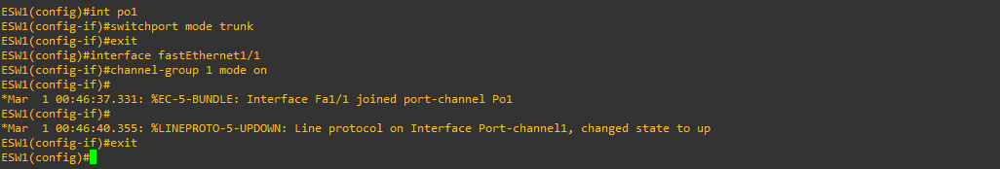 ESW1(config)#int po1
ESW1(config-if)#switchport mode trunk
ESW1(config-if)#exit
ESW1(config)#interface fastEthernet1/1
ESW1(config-if)#channel-group 1 mode on
ESW1(config-if)#
*Mar  1 00:46:37.331: %EC-5-BUNDLE: Interface Fa1/1 joined port-channel Po1
ESW1(config-if)#
*Mar  1 00:46:40.355: %LINEPROTO-5-UPDOWN: Line protocol on Interface Port-channel1, changed state to up
ESW1(config-if)#exit
ESW1(config)#